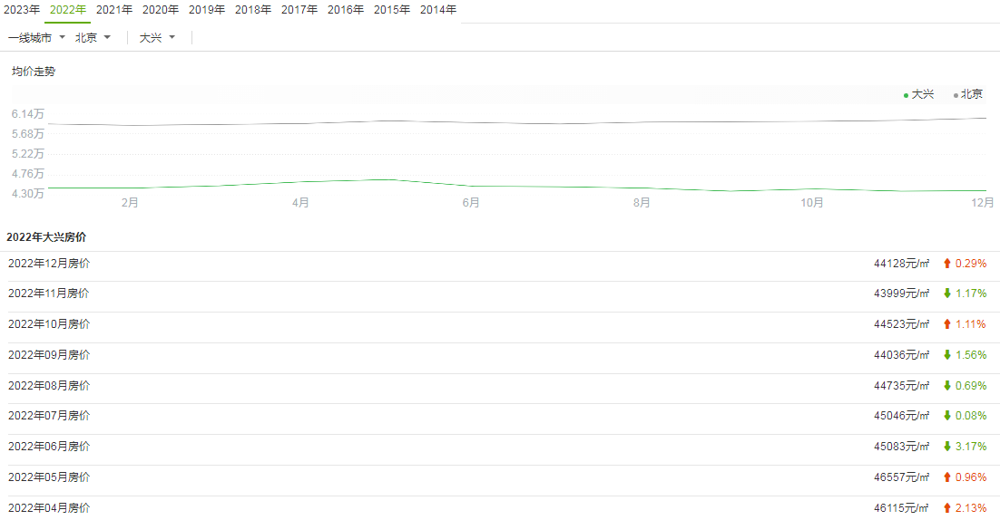 2023年 2022年 2021年 2020年 2019年 2018年 2017年 2016年 2015年 2014年
一线城市 北京 大兴
均价走势
大兴 北京
6.14万
5.68万
5.22万
4.76万
4.30万
2月 4月 6月 8月 10月 12月
2022年大兴房价
2022年12月房价 44128元/㎡ 0.29%
2022年11月房价 43999元/㎡ 1.17%
2022年10月房价 44523元/㎡ 1.11%
2022年09月房价 44036元/㎡ 1.56%
2022年08月房价 44735元/㎡ 0.69%
2022年07月房价 45046元/㎡ 0.08%
2022年06月房价 45083元/㎡ 3.17%
2022年05月房价 46557元/㎡ 0.96%
2022年04月房价 46115元/㎡ 2.13%